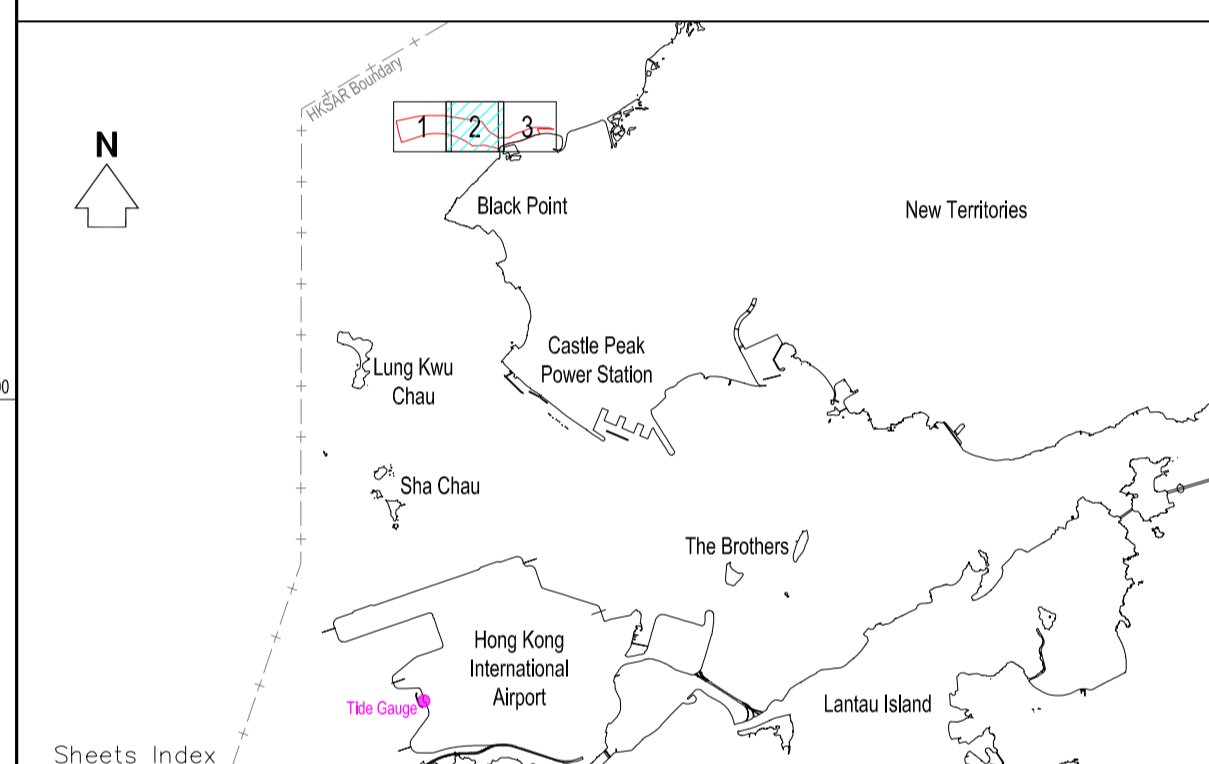 HKSAR Boundary
N
1 2 3
Black Point
New Territories
Lung Kwu
Chau
Castle Peak
Power Station
Sha Chau
The Brothers
Hong Kong
International
Airport
Tide Gauge
Lantau Island
Sheets Index